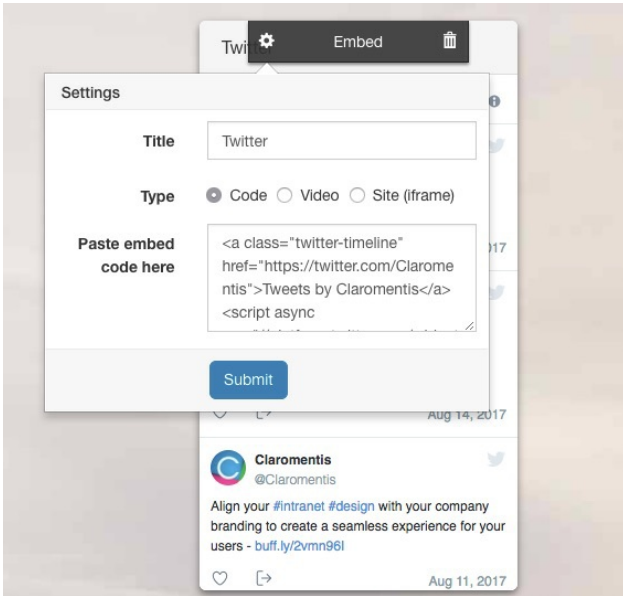 Twitter
Embed
Settings
Title
Twitter
Type
Code
Video
Site (iframe)
Paste embed
code here
<a class="twitter-timeline"
href="https://twitter.com/Clarome
ntis">Tweets by Claromentis</a>
<script async
Submit
Aug 14, 2017
Claromentis
@Claromentis
Align your #intranet #design with your company
branding to create a seamless experience for your
users - buff.ly/2vmn96I
Aug 11, 2017